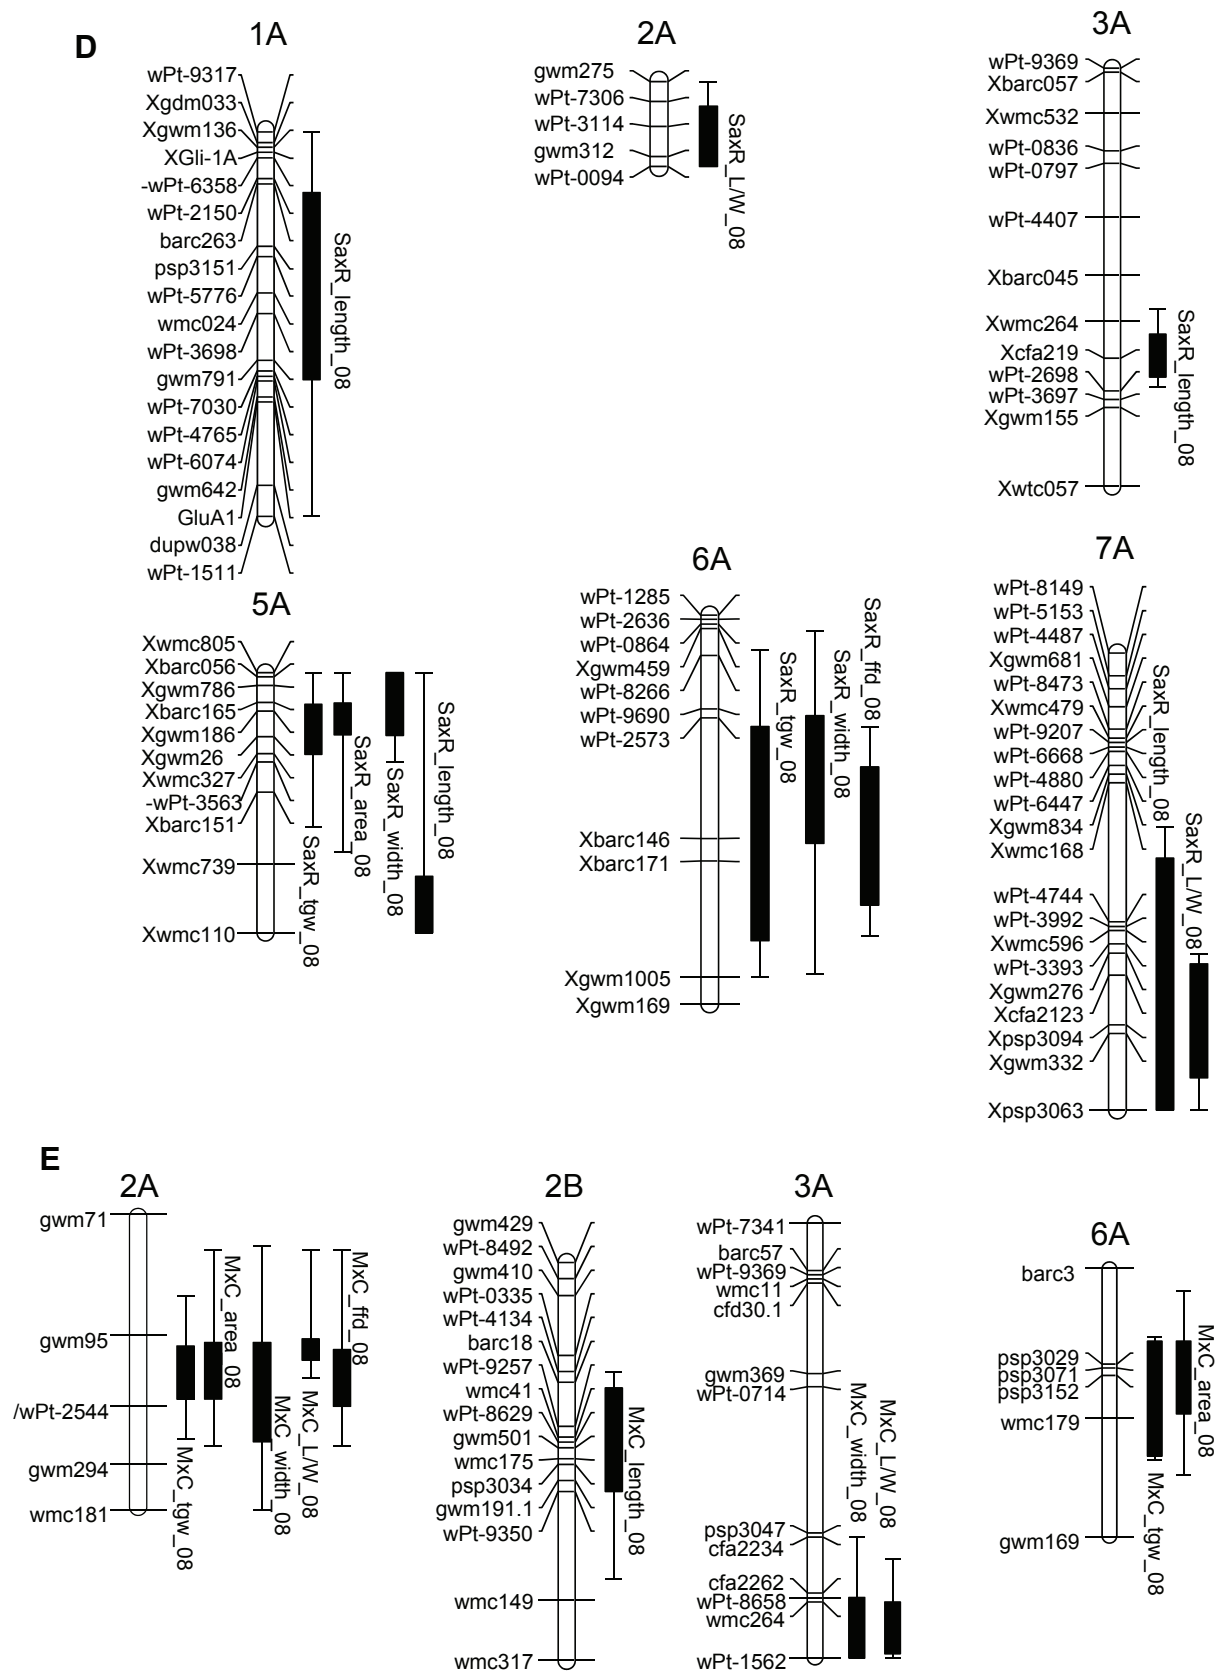 D
1A
wPt-9317
Xgdm033
Xgwm136
XGli-1A
-wPt-6358
wPt-2150
barc263
psp3151
wPt-5776
wmc024
wPt-3698
gwm791
wPt-7030
wPt-4765
wPt-6074
gwm642
GluA1
dupw038
wPt-1511
SaxR_length_08
2A
gwm275
wPt-7306
wPt-3114
gwm312
wPt-0094
SaxR_L/W_08
3A
wPt-9369
Xbarc057
Xwmc532
wPt-0836
wPt-0797
wPt-4407
Xbarc045
Xwmc264
Xcfa219
wPt-2698
wPt-3697
Xgwm155
Xwtc057
SaxR_length_08
5A
Xwmc805
Xbarc056
Xgwm786
Xbarc165
Xgwm186
Xgwm26
Xwmc327
-wPt-3563
Xbarc151
Xwmc739
Xwmc110
SaxR_tgw_08
SaxR_area_08
SaxR_width_08
SaxR_length_08
6A
wPt-1285
wPt-2636
wPt-0864
Xgwm459
wPt-8266
wPt-9690
wPt-2573
Xbarc146
Xbarc171
Xgwm1005
Xgwm169
SaxR_tgw_08
SaxR_width_08
SaxR_ffd_08
7A
wPt-8149
wPt-5153
wPt-4487
Xgwm681
wPt-8473
Xwmc479
wPt-9207
wPt-6668
wPt-4880
wPt-6447
Xgwm834
Xwmc168
wPt-4744
wPt-3992
Xwmc596
wPt-3393
Xgwm276
Xcfa2123
Xpsp3094
Xgwm332
Xpsp3063
SaxR_length_08
SaxR_L/W_08
E
2A
gwm71
gwm95
/wPt-2544
gwm294
wmc181
MxC_tgw_08
MxC_area_08
MxC_width_08
MxC_L/W_08
MxC_ffd_08
2B
gwm429
wPt-8492
gwm410
wPt-0335
wPt-4134
barc18
wPt-9257
wmc41
wPt-8629
gwm501
wmc175
psp3034
gwm191.1
wPt-9350
wmc149
wmc317
MxC_length_08
3A
wPt-7341
barc57
wPt-9369
wmc11
cfd30.1
gwm369
wPt-0714
psp3047
cfa2234
cfa2262
wPt-8658
wmc264
wPt-1562
MxC_width_08
MxC_L/W_08
6A
barc3
psp3029
psp3071
psp3152
wmc179
gwm169
MxC_tgw_08
MxC_area_08